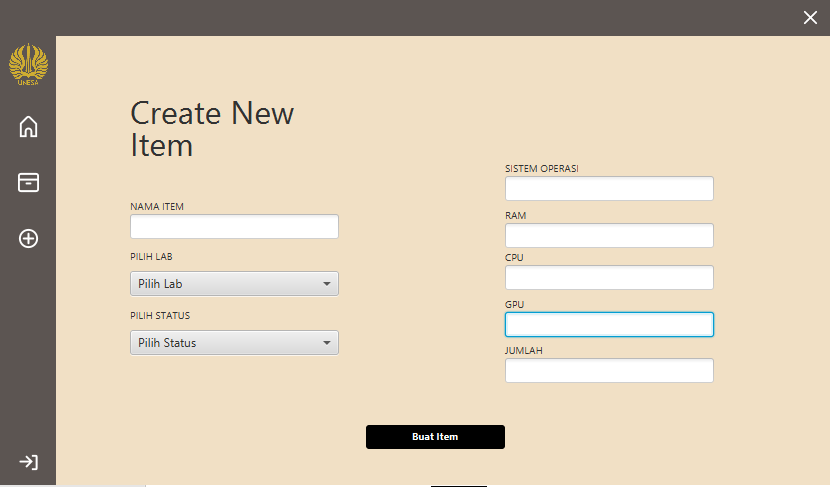 UNESA
Create New
Item
NAMA ITEM
PILIH LAB
Pilih Lab
PILIH STATUS
Pilih Status
SISTEM OPERASI
RAM
CPU
GPU
JUMLAH
Buat Item